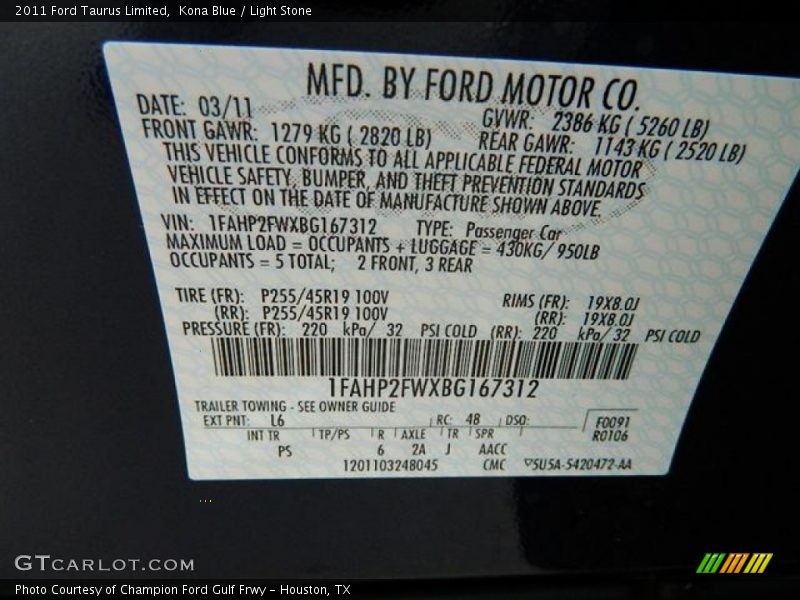 2011 Ford Taurus Limited,  Kona Blue / Light Stone
MFD. BY FORD MOTOR CO.
DATE: 03/11 GVWR: 2386 KG ( 5260 LB)
FRONT GAWR: 1279 KG ( 2820 LB) REAR GAWR: 1143 KG ( 2520 LB)
THIS VEHICLE CONFORMS TO ALL APPLICABLE FEDERAL MOTOR
VEHICLE SAFETY, BUMPER, AND THEFT PREVENTION STANDARDS
IN EFFECT ON THE DATE OF MANUFACTURE SHOWN ABOVE.
VIN: 1FAHP2FWXBG167312 TYPE: Passenger Car
MAXIMUM LOAD = OCCUPANTS + LUGGAGE = 430KG/ 950LB
OCCUPANTS = 5 TOTAL; 2 FRONT, 3 REAR
TIRE (FR): P255/45R19 100V RIMS (FR): 19X8.0J
(RR): P255/45R19 100V (RR): 19X8.0J
PRESSURE (FR): 220 kPa/ 32 PSI COLD (RR): 220 kPa/ 32 PSI COLD
1FAHP2FWXBG167312
TRAILER TOWING - SEE OWNER GUIDE
EXT PNT: L6 RC: 48 DSO: F0091
INT TR TP/PS R AXLE TR SPR R0106
PS 6 2A J AACC
1201103248045 CMC 5U5A-5420472-AA
GTCARLOT.COM
Photo Courtesy of Champion Ford Gulf Frwy – Houston, TX